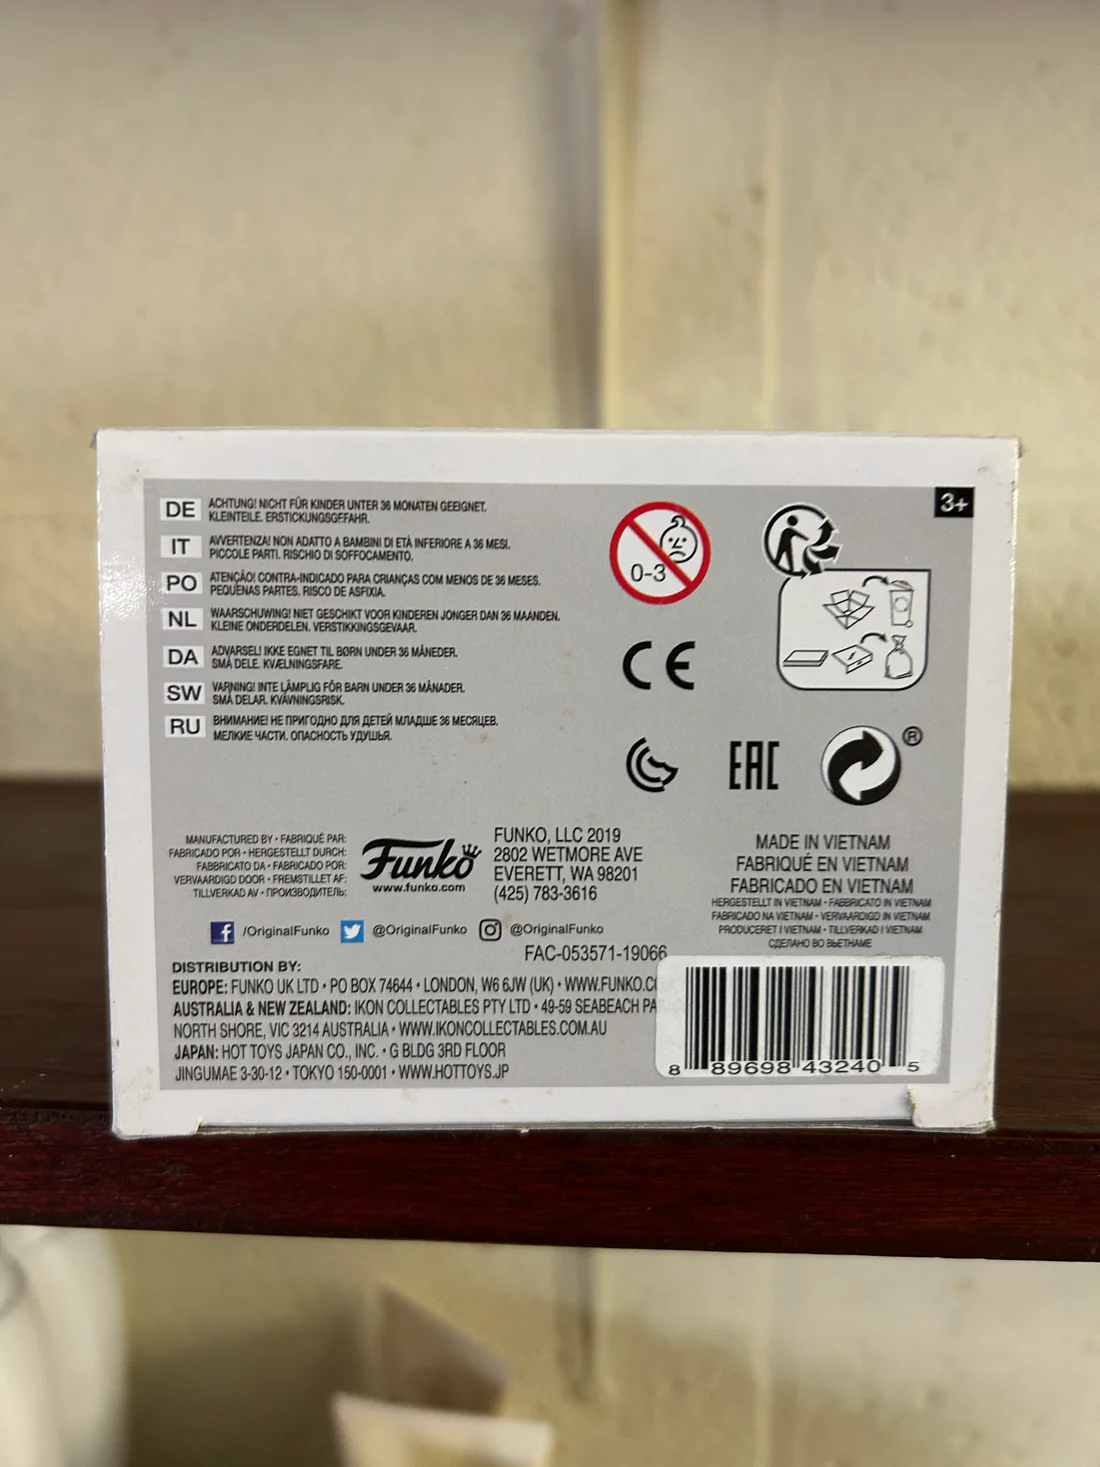 DE ACHTUNG! NICHT FÜR KINDER UNTER 36 MONATEN GEEIGNET.
KLEINTEILE. ERSTICKUNGSGEFAHR.
IT AVVERTENZA! NON ADATTO A BAMBINI DI ETÀ INFERIORE A 36 MESI.
PICCOLE PARTI. RISCHIO DI SOFFOCAMENTO.
PO ATENÇÃO! CONTRA-INDICADO PARA CRIANÇAS COM MENOS DE 36 MESES.
PEQUENAS PARTES. RISCO DE ASFIXIA.
NL WAARSCHUWING! NIET GESCHIKT VOOR KINDEREN JONGER DAN 36 MAANDEN.
KLEINE ONDERDELEN. VERSTIKKINGSGEVAAR.
DA ADVARSEL! IKKE EGNET TIL BØRN UNDER 36 MÅNEDER.
SMÅ DELE. KVÆLNINGSFARE.
SW VARNING! INTE LÄMPLIG FÖR BARN UNDER 36 MÅNADER.
SMÅ DELAR. KVÄVNINGSRISK.
RU ВНИМАНИЕ! НЕ ПРИГОДНО ДЛЯ ДЕТЕЙ МЛАДШЕ 36 МЕСЯЦЕВ.
МЕЛКИЕ ЧАСТИ. ОПАСНОСТЬ УДУШЬЯ.
3+
0-3
CE
EAC
®
MANUFACTURED BY • FABRIQUÉ PAR:
FABRICADO POR • HERGESTELLT DURCH:
FABBRICATO DA • FABRICADO POR:
VERVAARDIGD DOOR • FREMSTILLET AF:
TILLVERKAD AV • ПРОИЗВОДИТЕЛЬ:
Funko
www.funko.com
FUNKO, LLC 2019
2802 WETMORE AVE
EVERETT, WA 98201
(425) 783-3616
MADE IN VIETNAM
FABRIQUÉ EN VIETNAM
FABRICADO EN VIETNAM
HERGESTELLT IN VIETNAM • FABBRICATO IN VIETNAM
FABRICADO NA VIETNAM • VERVAARDIGD IN VIETNAM
PRODUCERET I VIETNAM • TILLVERKAD I VIETNAM
СДЕЛАНО ВО ВЬЕТНАМЕ
/OriginalFunko @OriginalFunko @OriginalFunko
FAC-053571-19066
DISTRIBUTION BY:
EUROPE: FUNKO UK LTD • PO BOX 74644 • LONDON, W6 6JW (UK) • WWW.FUNKO.C
AUSTRALIA & NEW ZEALAND: IKON COLLECTABLES PTY LTD • 49-59 SEABEACH PA
NORTH SHORE, VIC 3214 AUSTRALIA • WWW.IKONCOLLECTABLES.COM.AU
JAPAN: HOT TOYS JAPAN CO., INC. • G BLDG 3RD FLOOR
JINGUMAE 3-30-12 • TOKYO 150-0001 • WWW.HOTTOYS.JP
8 89698 43240 5